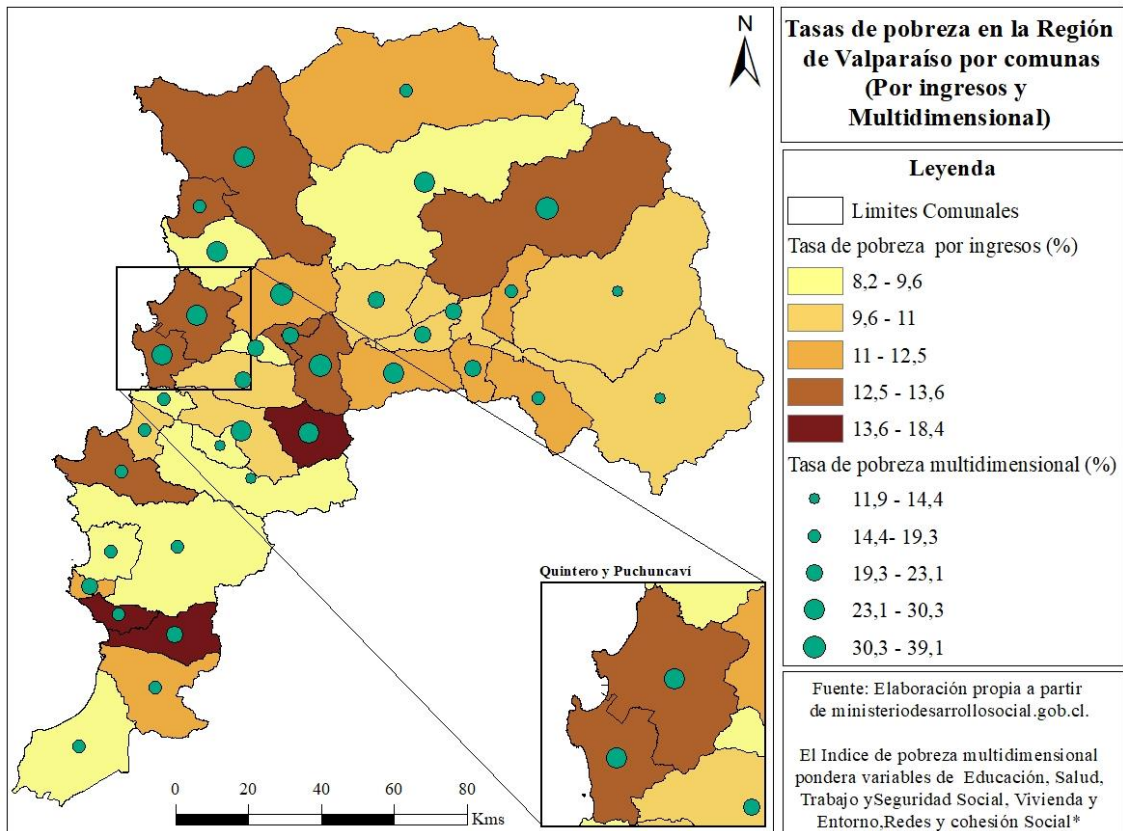 Tasas de pobreza en la Región
de Valparaíso por comunas
(Por ingresos y
Multidimensional)
N
Leyenda
Limites Comunales
Tasa de pobreza por ingresos (%)
8,2 - 9,6
9,6 - 11
11 - 12,5
12,5 - 13,6
13,6 - 18,4
Tasa de pobreza multidimensional (%)
11,9 - 14,4
14,4- 19,3
19,3 - 23,1
23,1 - 30,3
30,3 - 39,1
Quintero y Puchuncaví
0 20 40 60 80
Kms
Fuente: Elaboración propia a partir
de ministeriodesarrollosocial.gob.cl.
El Indice de pobreza multidimensional
pondera variables de Educación, Salud,
Trabajo ySeguridad Social, Vivienda y
Entorno,Redes y cohesión Social*